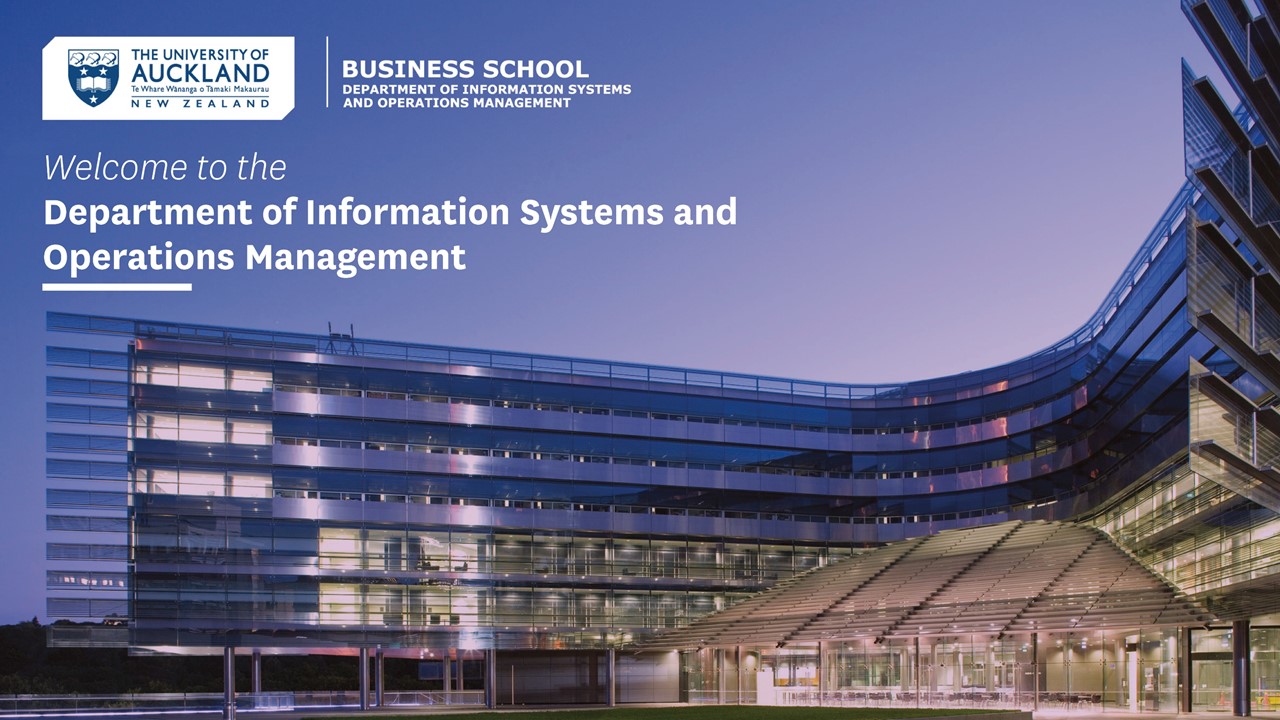 THE UNIVERSITY OF
AUCKLAND
Te Whare Wānanga o Tāmaki Makaurau
NEW ZEALAND
BUSINESS SCHOOL
DEPARTMENT OF INFORMATION SYSTEMS
AND OPERATIONS MANAGEMENT
Welcome to the
Department of Information Systems and
Operations Management